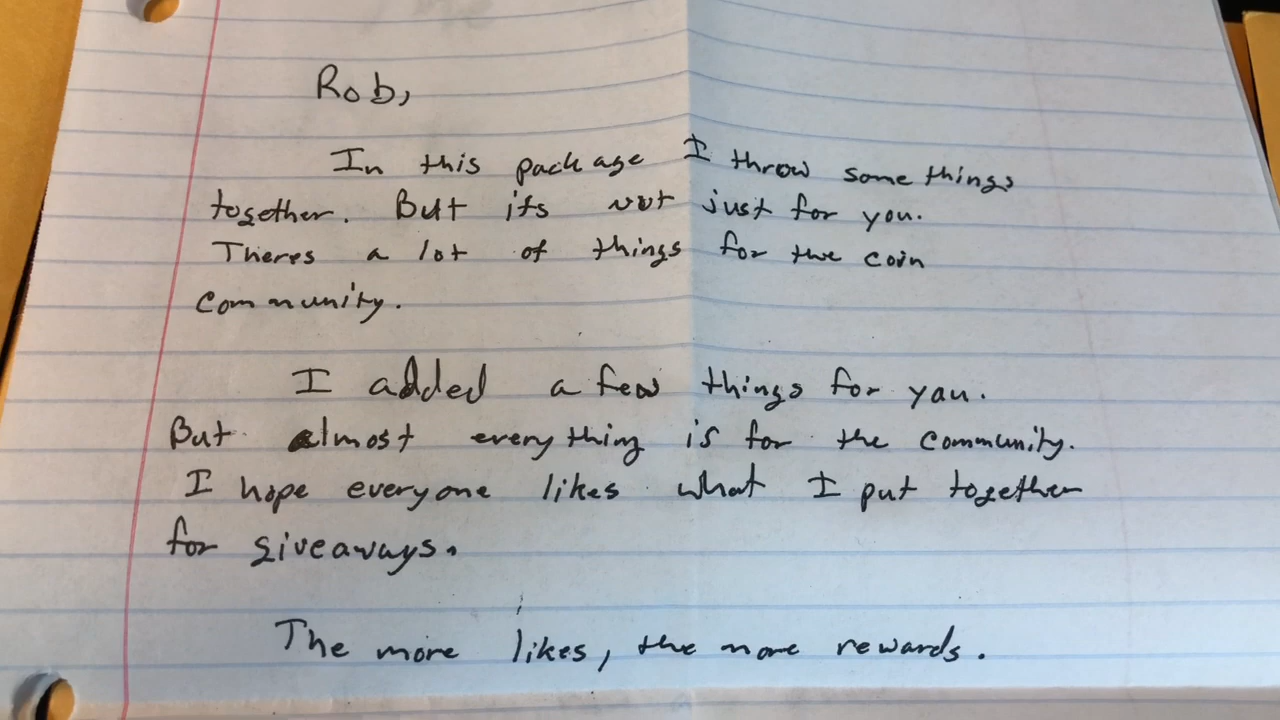 Rob,
In this package I throw some things
together. But its not just for you.
Theres a lot of things for the coin
community.
I added a few things for you.
But almost everything is for the community.
I hope everyone likes what I put together
for giveaways.
The more likes, the more rewards.